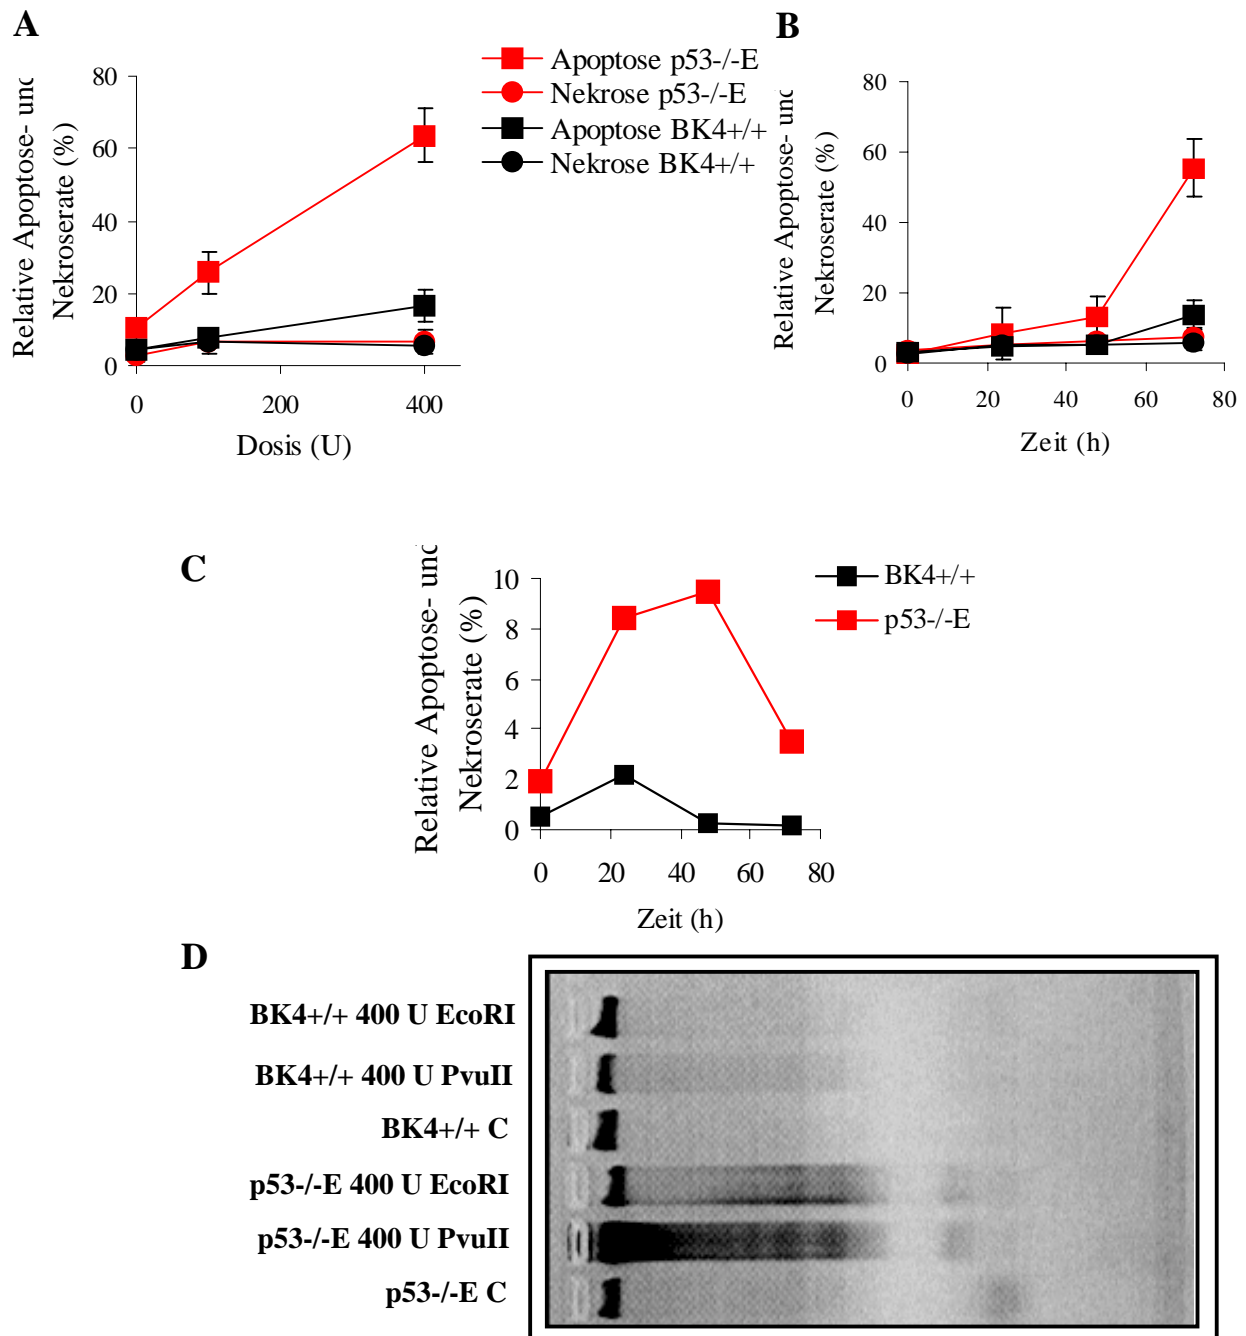 A
Relative Apoptose- und
Nekroserate (%)
80
60
40
20
0
0
200
400
Dosis (U)
Apoptose p53-/-E
Nekrose p53-/-E
Apoptose BK4+/+
Nekrose BK4+/+
B
Relative Apoptose- und
Nekroserate (%)
80
60
40
20
0
0
20
40
60
80
Zeit (h)
C
Relative Apoptose- und
Nekroserate (%)
10
8
6
4
2
0
0
20
40
60
80
Zeit (h)
BK4+/+
p53-/-E
D
BK4+/+ 400 U EcoRI
BK4+/+ 400 U PvuII
BK4+/+ C
p53-/-E 400 U EcoRI
p53-/-E 400 U PvuII
p53-/-E C